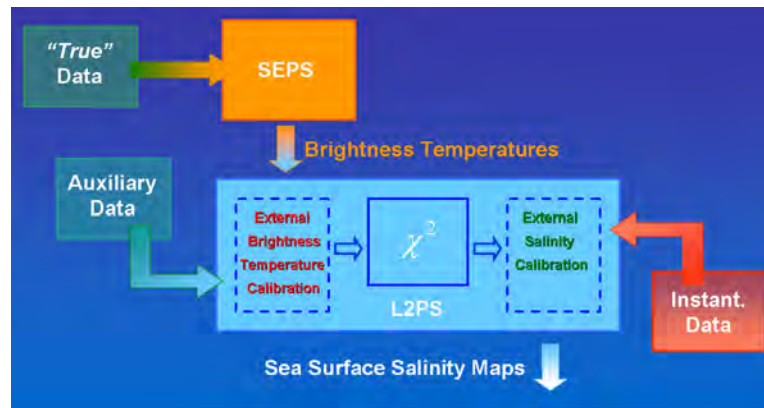 “True”
Data
SEPS
Brightness Temperatures
Auxiliary
Data
External
Brightness
Temperature
Calibration
χ²
External
Salinity
Calibration
L2PS
Instant.
Data
Sea Surface Salinity Maps